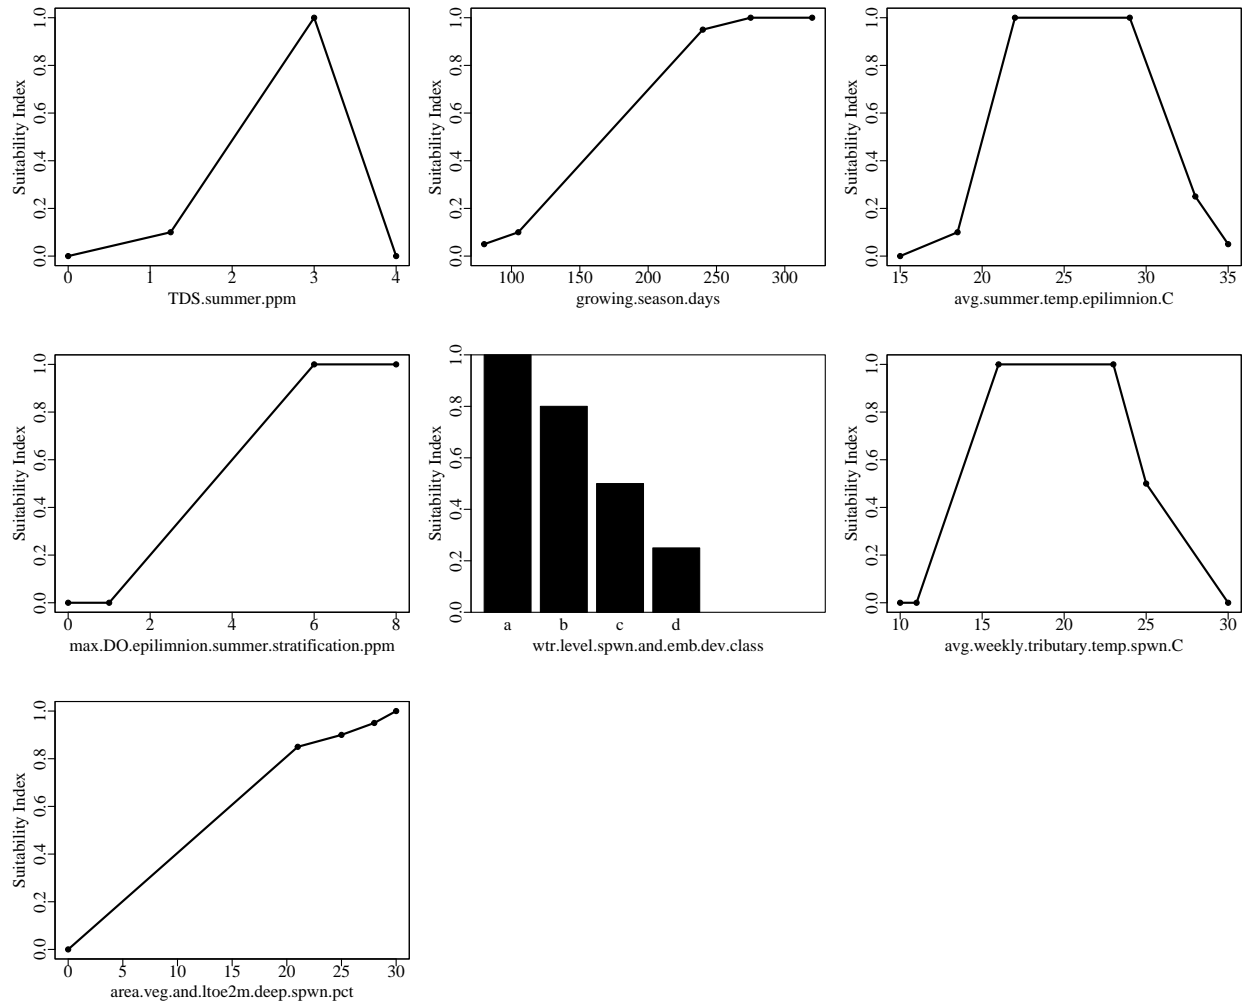 Suitability Index
0.0 0.2 0.4 0.6 0.8 1.0
0 1 2 3 4
TDS.summer.ppm
Suitability Index
0.0 0.2 0.4 0.6 0.8 1.0
100 150 200 250 300
growing.season.days
Suitability Index
0.0 0.2 0.4 0.6 0.8 1.0
15 20 25 30 35
avg.summer.temp.epilimnion.C
Suitability Index
0.0 0.2 0.4 0.6 0.8 1.0
0 2 4 6 8
max.DO.epilimnion.summer.stratification.ppm
Suitability Index
0.0 0.2 0.4 0.6 0.8 1.0
a b c d
wtr.level.spwn.and.emb.dev.class
Suitability Index
0.0 0.2 0.4 0.6 0.8 1.0
10 15 20 25 30
avg.weekly.tributary.temp.spwn.C
Suitability Index
0.0 0.2 0.4 0.6 0.8 1.0
0 5 10 15 20 25 30
area.veg.and.ltoe2m.deep.spwn.pct